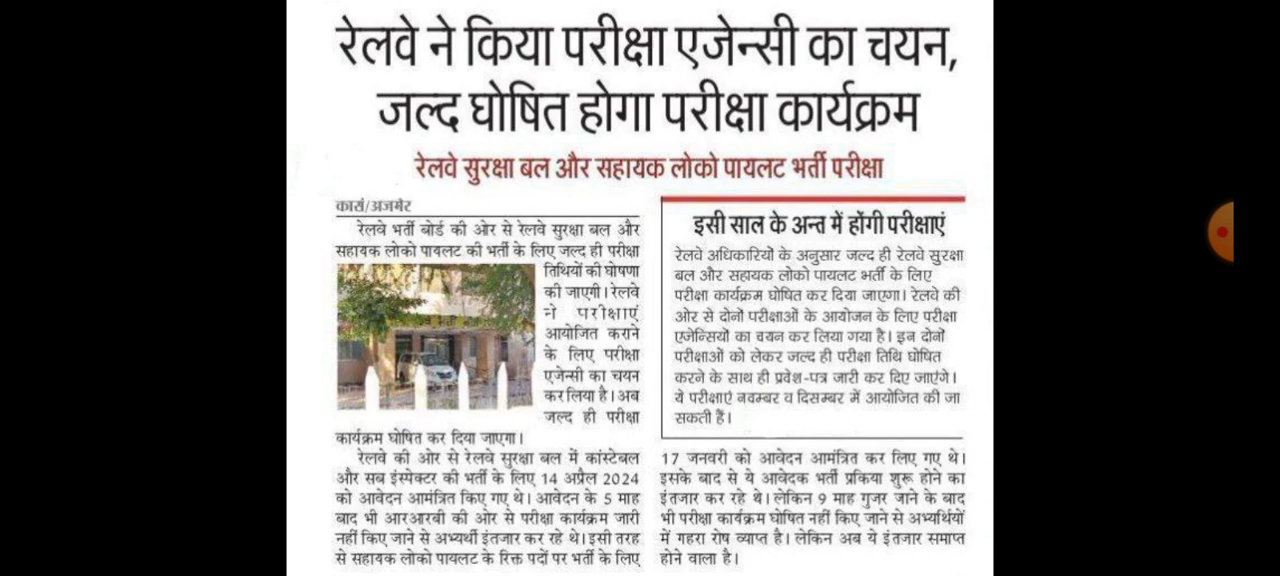 रेलवे ने किया परीक्षा एजेन्सी का चयन,
जल्द घोषित होगा परीक्षा कार्यक्रम
रेलवे सुरक्षा बल और सहायक लोको पायलट भर्ती परीक्षा
कासं/अजमेर
रेलवे भर्ती बोर्ड की ओर से रेलवे सुरक्षा बल और
सहायक लोको पायलट की भर्ती के लिए जल्द ही परीक्षा
तिथियों की घोषणा
की जाएगी। रेलवे
ने परीक्षाएं
आयोजित कराने
के लिए परीक्षा
एजेन्सी का चयन
कर लिया है। अब
जल्द ही परीक्षा
कार्यक्रम घोषित कर दिया जाएगा।
रेलवे की ओर से रेलवे सुरक्षा बल में कांस्टेबल
और सब इंस्पेक्टर की भर्ती के लिए 14 अप्रैल 2024
को आवेदन आमंत्रित किए गए थे। आवेदन के 5 माह
बाद भी आरआरबी की ओर से परीक्षा कार्यक्रम जारी
नहीं किए जाने से अभ्यर्थी इंतजार कर रहे थे। इसी तरह
से सहायक लोको पायलट के रिक्त पदों पर भर्ती के लिए
इसी साल के अन्त में होंगी परीक्षाएं
रेलवे अधिकारियों के अनुसार जल्द ही रेलवे सुरक्षा
बल और सहायक लोको पायलट भर्ती के लिए
परीक्षा कार्यक्रम घोषित कर दिया जाएगा। रेलवे की
ओर से दोनों परीक्षाओं के आयोजन के लिए परीक्षा
एजेन्सियों का चयन कर लिया गया है। इन दोनों
परीक्षाओं को लेकर जल्द ही परीक्षा तिथि घोषित
करने के साथ ही प्रवेश-पत्र जारी कर दिए जाएंगे।
ये परीक्षाएं नवम्बर व दिसम्बर में आयोजित की जा
सकती हैं।
17 जनवरी को आवेदन आमंत्रित कर लिए गए थे।
इसके बाद से ये आवेदक भर्ती प्रकिया शुरू होने का
इंतजार कर रहे थे। लेकिन 9 माह गुजर जाने के बाद
भी परीक्षा कार्यक्रम घोषित नहीं किए जाने से अभ्यर्थियों
में गहरा रोष व्याप्त है। लेकिन अब ये इंतजार समाप्त
होने वाला है।